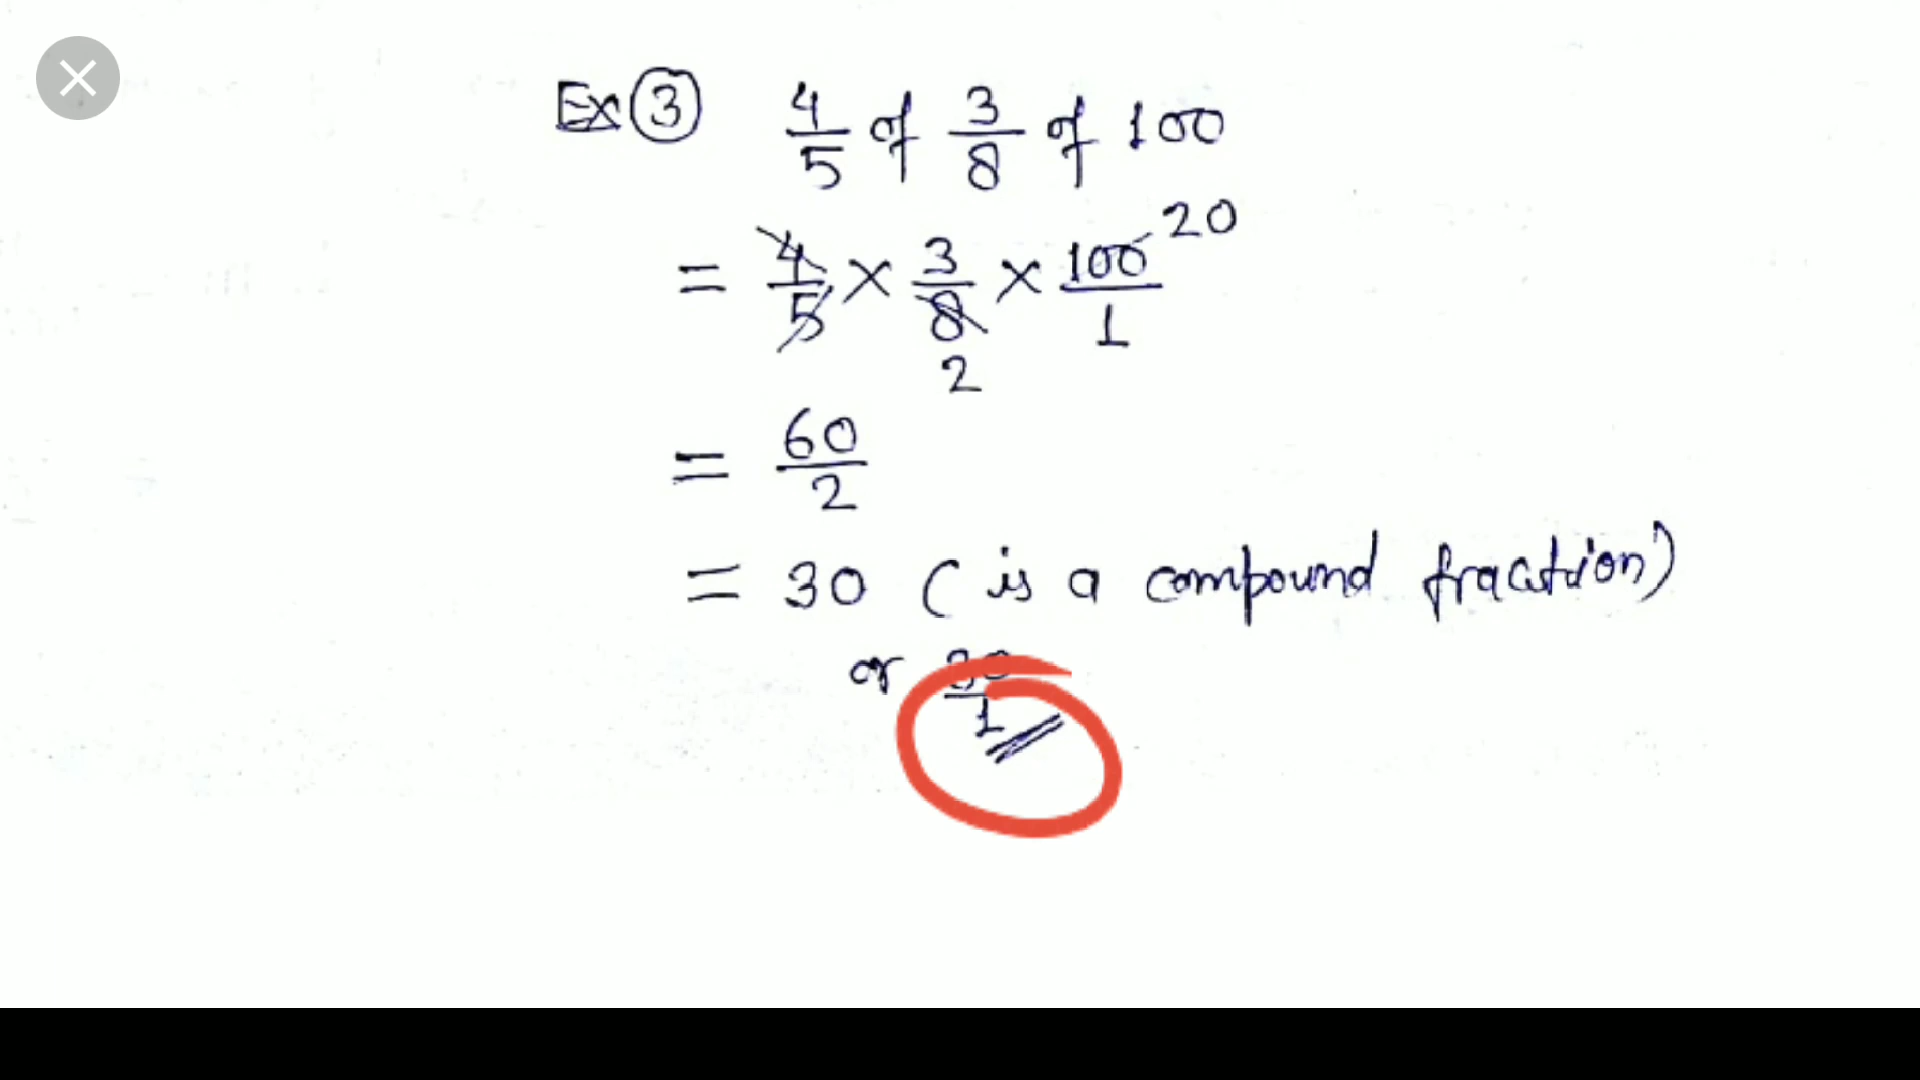 Ex ③ 4/5 of 3/8 of 100
= 4/5 × 3/8 × 100/1 20
2
= 60/2
= 30 (is a compound fraction)
or 30/1